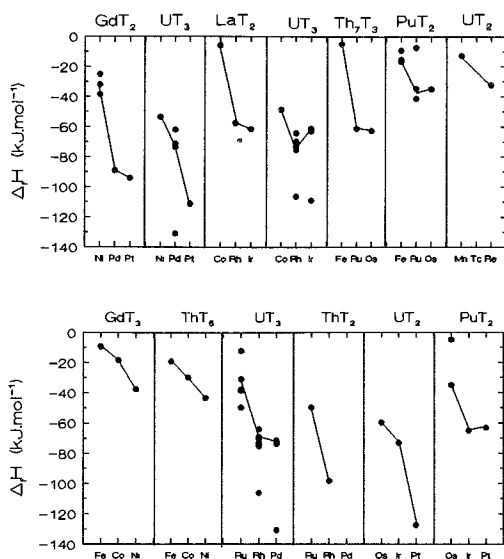 GdT₂ UT₃ LaT₂ UT₃ Th₇T₃ PuT₂ UT₂
ΔfH (kJ.mol⁻¹)
0
-20
-40
-60
-80
-100
-120
-140
Ni Pd Pt Ni Pd Pt Co Rh Ir Co Rh Ir Fe Ru Os Fe Ru Os Mn Tc Re
GdT₃ ThT₅ UT₃ ThT₂ UT₂ PuT₂
ΔfH (kJ.mol⁻¹)
0
-20
-40
-60
-80
-100
-120
-140
Fe Co Ni Fe Co Ni Ru Rh Pd Ru Rh Pd Os Ir Pt Os Ir Pt